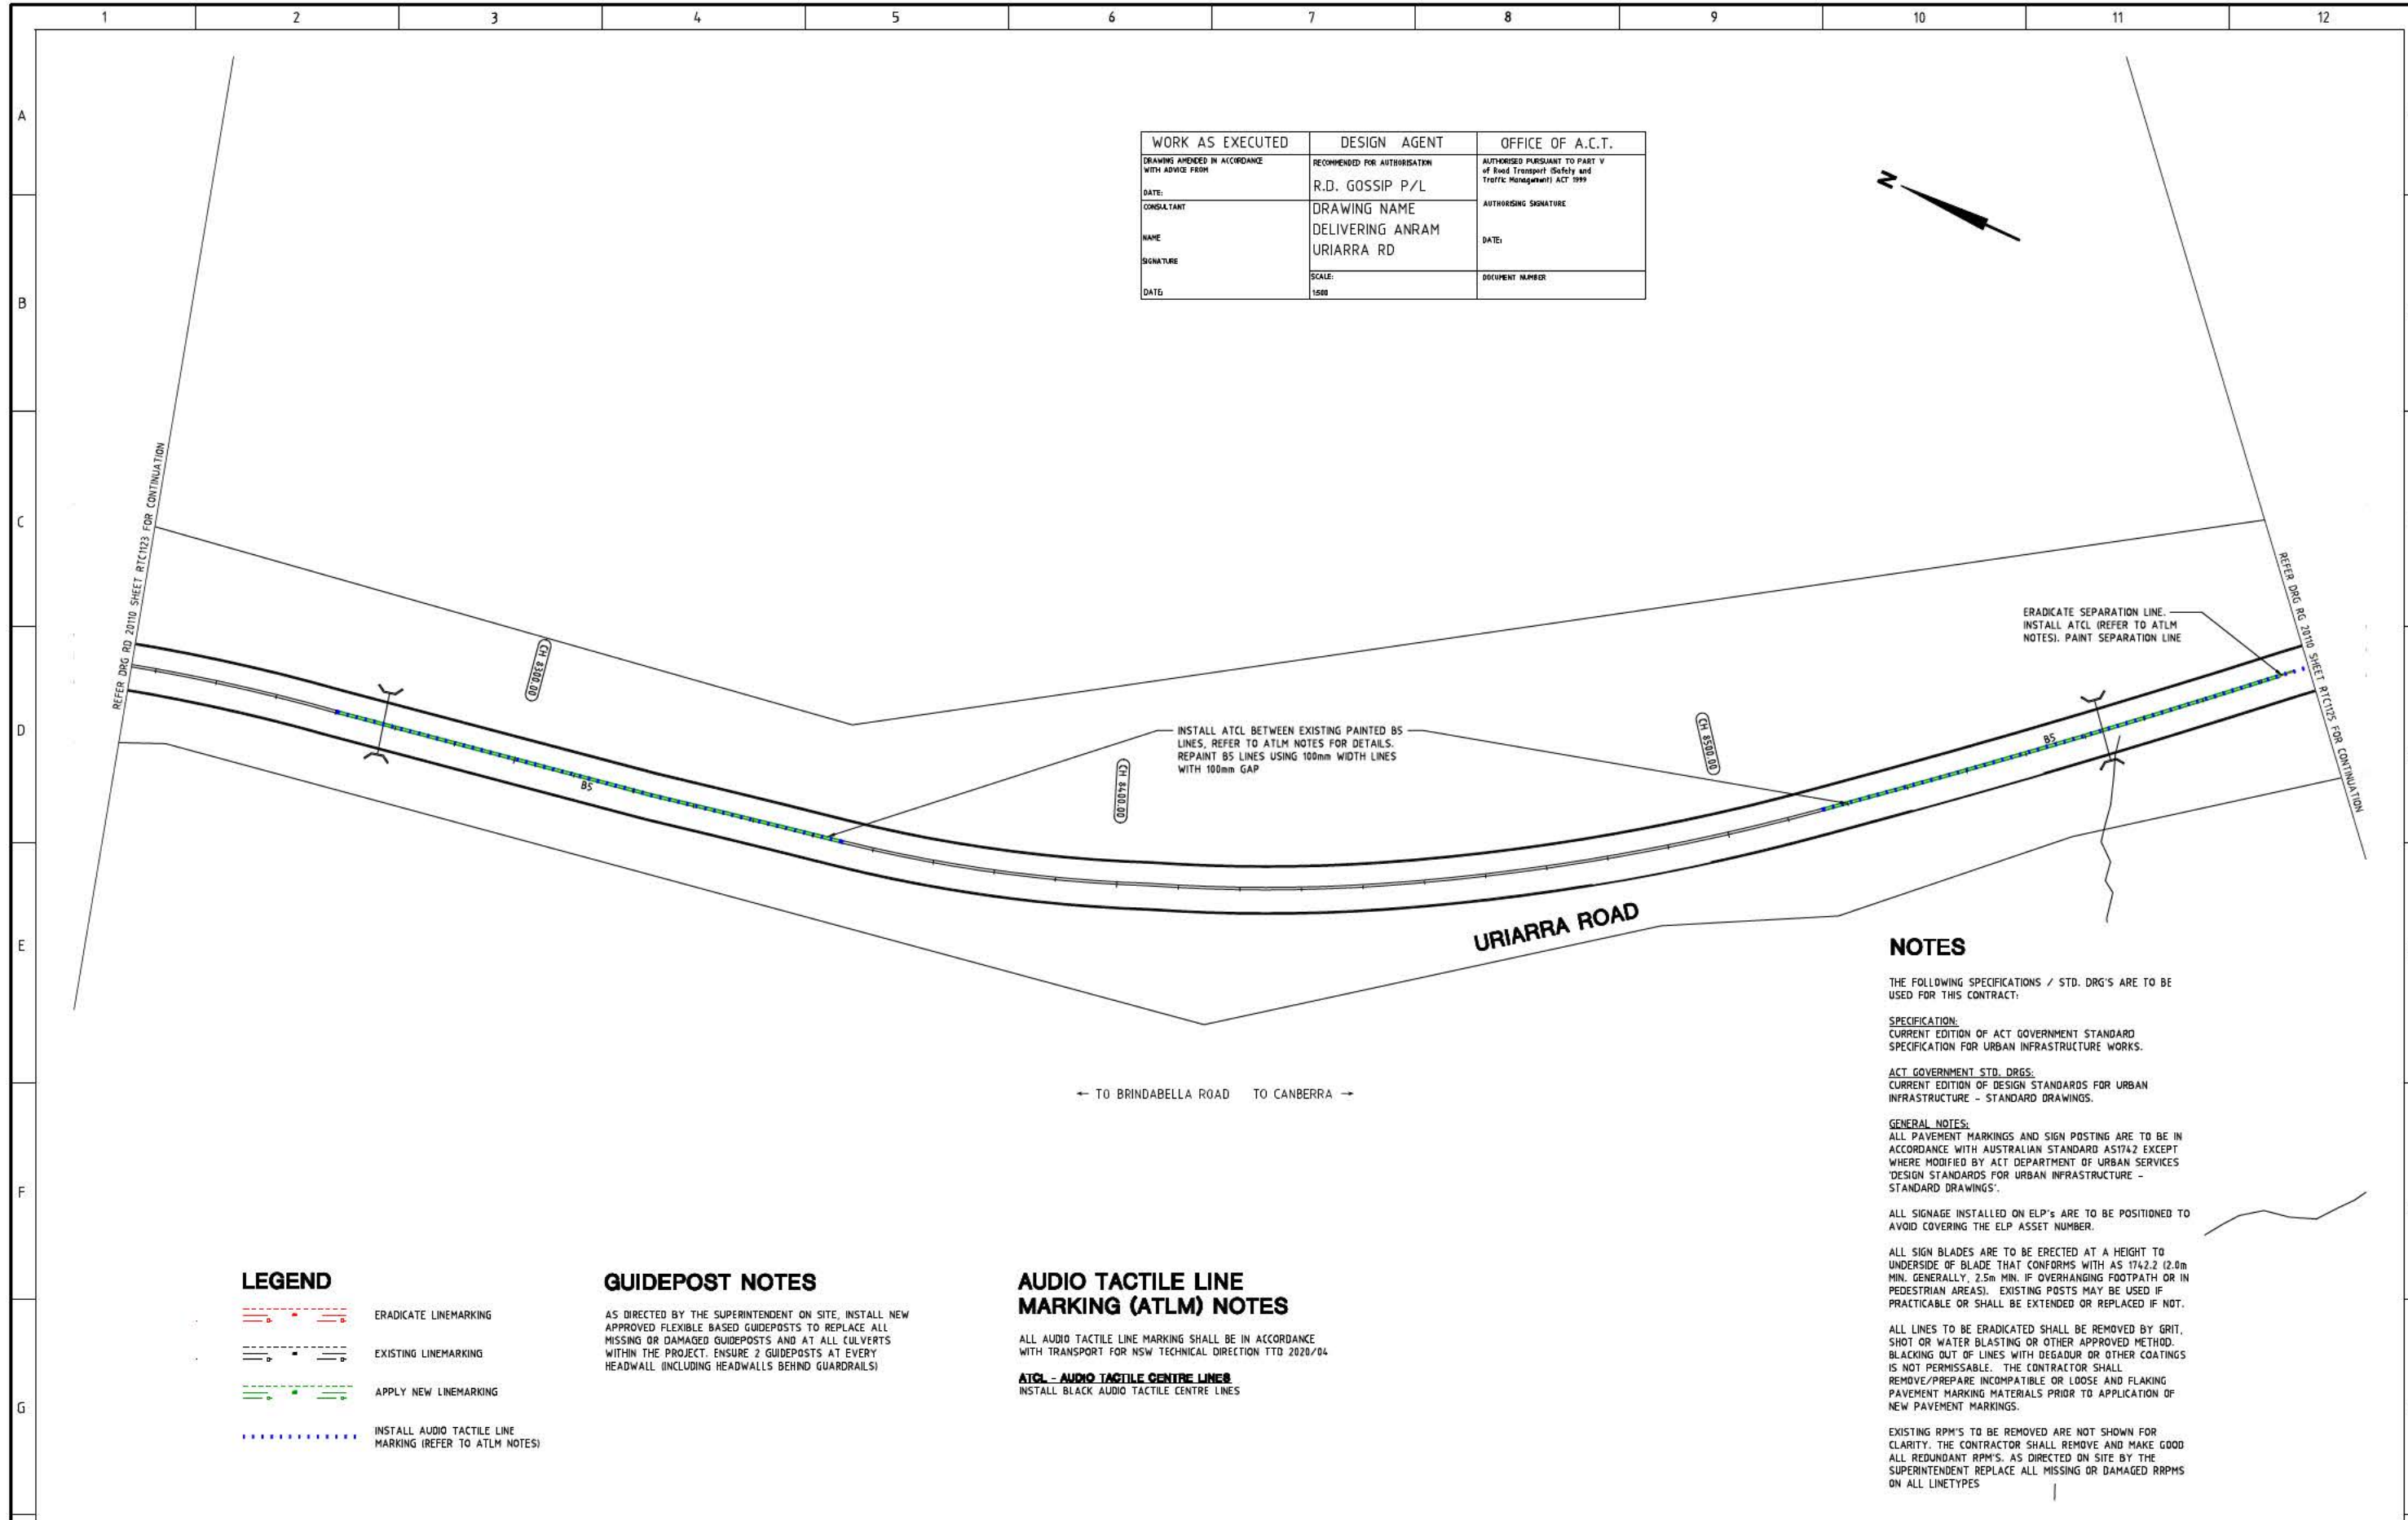 1 2 3 4 5 6 7 8 9 10 11 12
A
B
C
D
E
F
G
WORK AS EXECUTED
DRAWING AMENDED IN ACCORDANCE
WITH ADVICE FROM
DATE:
CONSULTANT
NAME
SIGNATURE
DATE:
DESIGN AGENT
RECOMMENDED FOR AUTHORISATION
R.D. GOSSIP P/L
DRAWING NAME
DELIVERING ANRAM
URIARRA RD
SCALE:
1:500
OFFICE OF A.C.T.
AUTHORISED PURSUANT TO PART V
of Road Transport (Safety and
Traffic Management) ACT 1999
AUTHORISING SIGNATURE
DATE:
DOCUMENT NUMBER
N
REFER DRG RD 20110 SHEET RTC1123 FOR CONTINUATION
CH 8300.00
B5
INSTALL ATCL BETWEEN EXISTING PAINTED B5
LINES, REFER TO ATLM NOTES FOR DETAILS.
REPAINT B5 LINES USING 100mm WIDTH LINES
WITH 100mm GAP
CH 8400.00
CH 8500.00
B5
ERADICATE SEPARATION LINE.
INSTALL ATCL (REFER TO ATLM
NOTES). PAINT SEPARATION LINE
REFER DRG RG 20110 SHEET RTC1125 FOR CONTINUATION
URIARRA ROAD
← TO BRINDABELLA ROAD TO CANBERRA →
NOTES
THE FOLLOWING SPECIFICATIONS / STD. DRG'S ARE TO BE
USED FOR THIS CONTRACT:
SPECIFICATION:
CURRENT EDITION OF ACT GOVERNMENT STANDARD
SPECIFICATION FOR URBAN INFRASTRUCTURE WORKS.
ACT GOVERNMENT STD. DRGS:
CURRENT EDITION OF DESIGN STANDARDS FOR URBAN
INFRASTRUCTURE - STANDARD DRAWINGS.
GENERAL NOTES:
ALL PAVEMENT MARKINGS AND SIGN POSTING ARE TO BE IN
ACCORDANCE WITH AUSTRALIAN STANDARD AS1742 EXCEPT
WHERE MODIFIED BY ACT DEPARTMENT OF URBAN SERVICES
'DESIGN STANDARDS FOR URBAN INFRASTRUCTURE -
STANDARD DRAWINGS'.
ALL SIGNAGE INSTALLED ON ELP's ARE TO BE POSITIONED TO
AVOID COVERING THE ELP ASSET NUMBER.
ALL SIGN BLADES ARE TO BE ERECTED AT A HEIGHT TO
UNDERSIDE OF BLADE THAT CONFORMS WITH AS 1742.2 (2.0m
MIN. GENERALLY, 2.5m MIN. IF OVERHANGING FOOTPATH OR IN
PEDESTRIAN AREAS). EXISTING POSTS MAY BE USED IF
PRACTICABLE OR SHALL BE EXTENDED OR REPLACED IF NOT.
ALL LINES TO BE ERADICATED SHALL BE REMOVED BY GRIT,
SHOT OR WATER BLASTING OR OTHER APPROVED METHOD.
BLACKING OUT OF LINES WITH DEGADUR OR OTHER COATINGS
IS NOT PERMISSABLE. THE CONTRACTOR SHALL
REMOVE/PREPARE INCOMPATIBLE OR LOOSE AND FLAKING
PAVEMENT MARKING MATERIALS PRIOR TO APPLICATION OF
NEW PAVEMENT MARKINGS.
EXISTING RPM'S TO BE REMOVED ARE NOT SHOWN FOR
CLARITY. THE CONTRACTOR SHALL REMOVE AND MAKE GOOD
ALL REDUNDANT RPM'S. AS DIRECTED ON SITE BY THE
SUPERINTENDENT REPLACE ALL MISSING OR DAMAGED RRPMS
ON ALL LINETYPES
LEGEND
ERADICATE LINEMARKING
EXISTING LINEMARKING
APPLY NEW LINEMARKING
INSTALL AUDIO TACTILE LINE
MARKING (REFER TO ATLM NOTES)
GUIDEPOST NOTES
AS DIRECTED BY THE SUPERINTENDENT ON SITE, INSTALL NEW
APPROVED FLEXIBLE BASED GUIDEPOSTS TO REPLACE ALL
MISSING OR DAMAGED GUIDEPOSTS AND AT ALL CULVERTS
WITHIN THE PROJECT. ENSURE 2 GUIDEPOSTS AT EVERY
HEADWALL (INCLUDING HEADWALLS BEHIND GUARDRAILS)
AUDIO TACTILE LINE
MARKING (ATLM) NOTES
ALL AUDIO TACTILE LINE MARKING SHALL BE IN ACCORDANCE
WITH TRANSPORT FOR NSW TECHNICAL DIRECTION TTD 2020/04
ATCL - AUDIO TACTILE CENTRE LINES
INSTALL BLACK AUDIO TACTILE CENTRE LINES